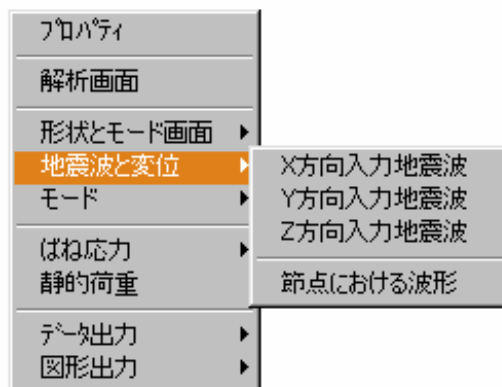 プロパティ
解析画面
形状とモード画面
地震波と変位
モード
ばね応力
静的荷重
データ出力
図形出力
X方向入力地震波
Y方向入力地震波
Z方向入力地震波
節点における波形